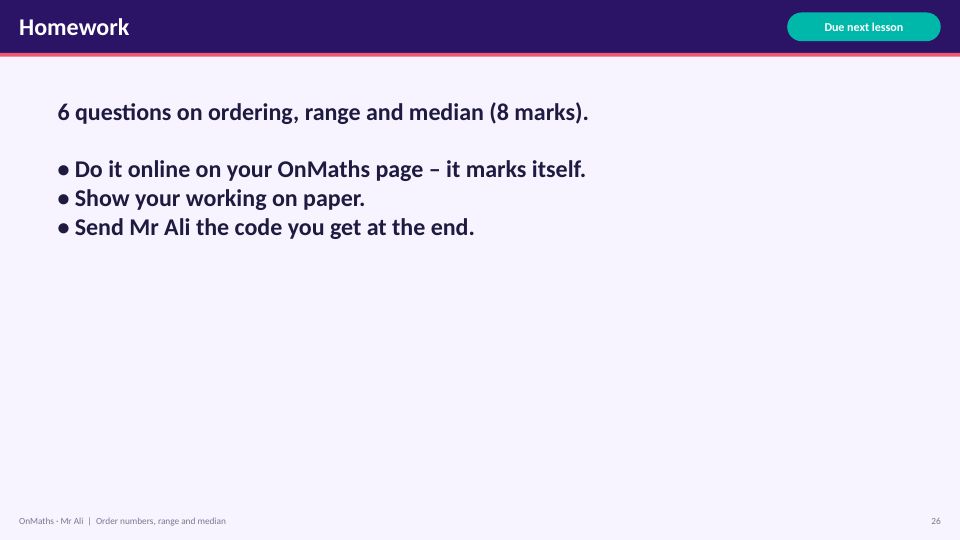 Homework
Due next lesson
6 questions on ordering, range and median (8 marks).
● Do it online on your OnMaths page – it marks itself.
● Show your working on paper.
● Send Mr Ali the code you get at the end.
OnMaths · Mr Ali | Order numbers, range and median
26